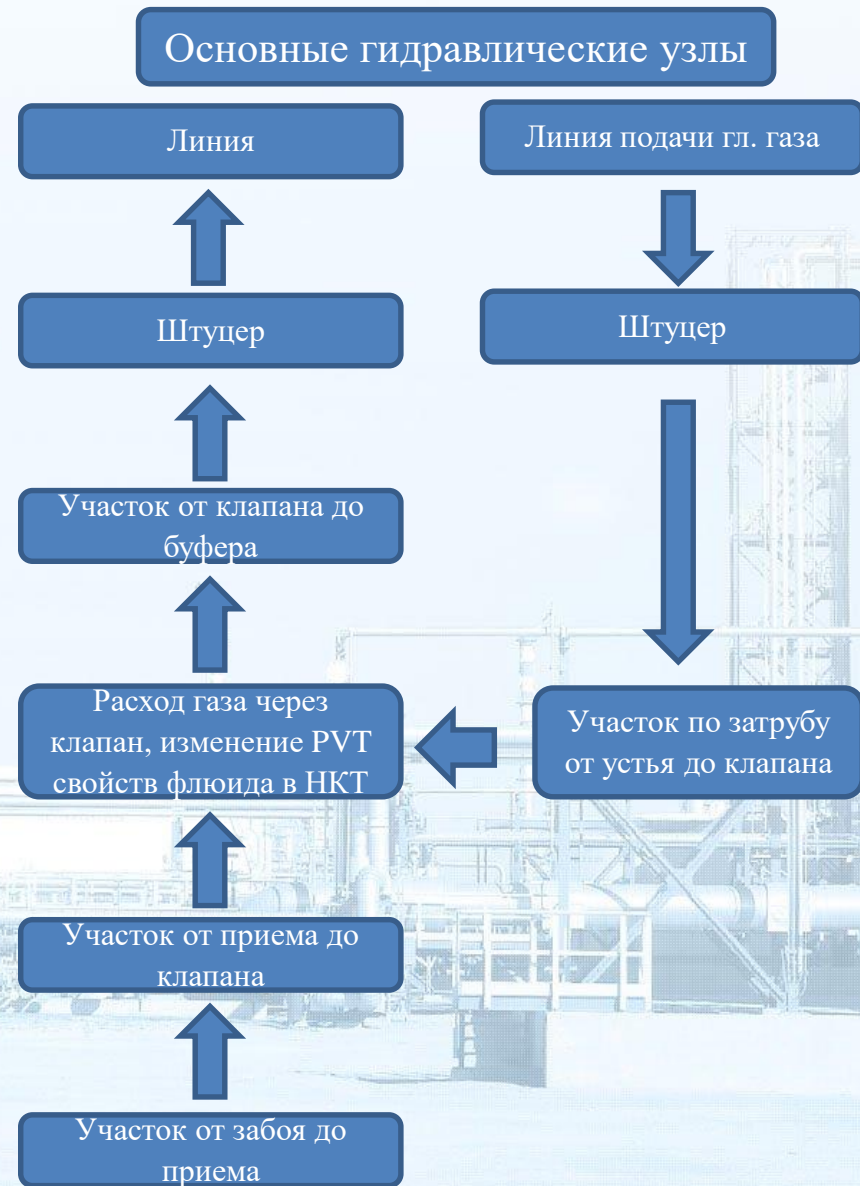 Основные гидравлические узлы
Линия
Линия подачи гл. газа
Штуцер
Штуцер
Участок от клапана до
буфера
Расход газа через
клапан, изменение PVT
свойств флюида в НКТ
Участок по затрубу
от устья до клапана
Участок от приема до
клапана
Участок от забоя до
приема